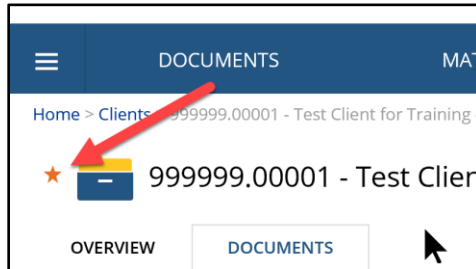 DOCUMENTS MAT
Home > Clients > 999999.00001 - Test Client for Training
999999.00001 - Test Clien
OVERVIEW DOCUMENTS